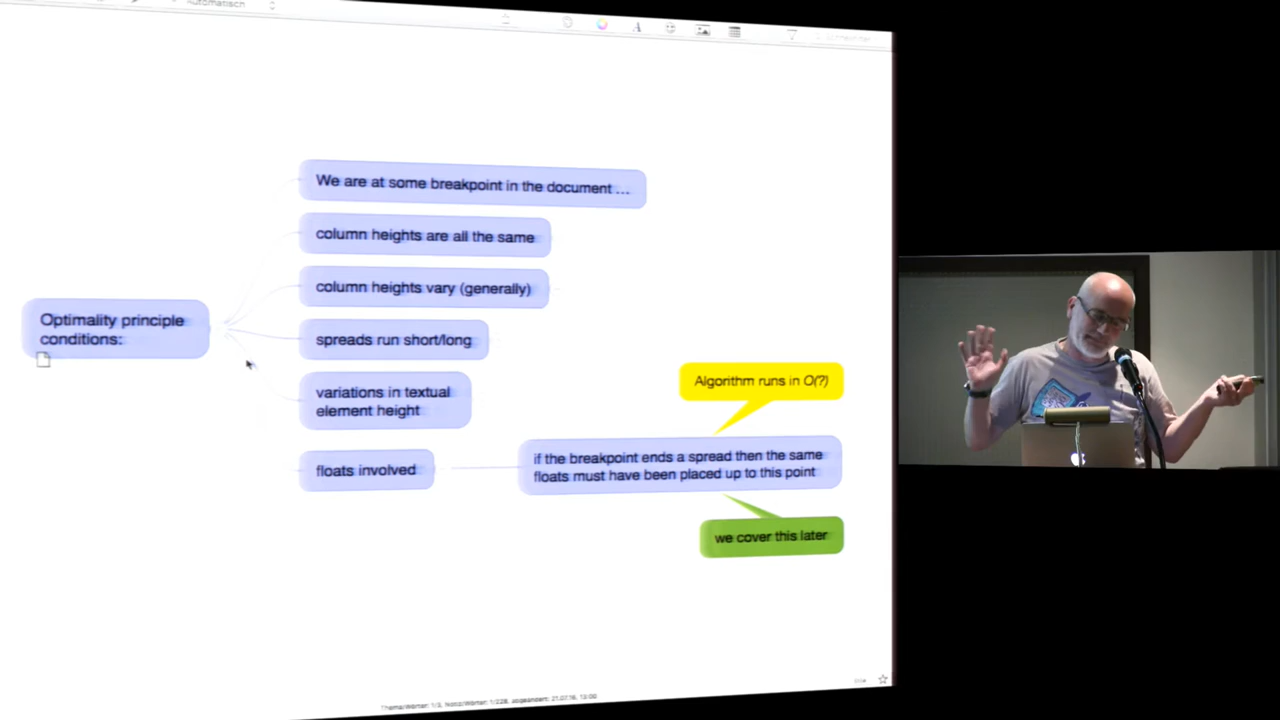 Automatisch
We are at some breakpoint in the document ...
column heights are all the same
column heights vary (generally)
Optimality principle
conditions:
spreads run short/long
variations in textual
element height
Algorithm runs in O(?)
floats involved
if the breakpoint ends a spread then the same
floats must have been placed up to this point
we cover this later